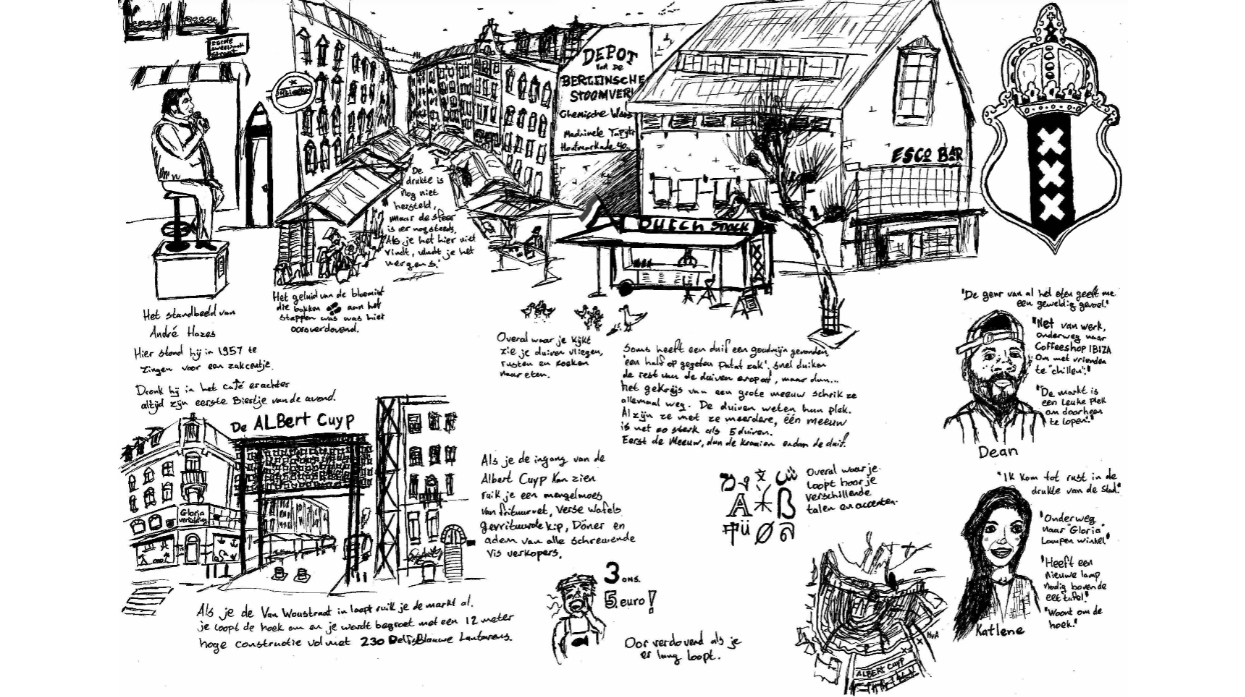 Heineken
DEPOT
van de
BERGENSCHE
STOOMVER
Chemische Wass
Houtmarkade 40.
ESCO BAR
DUTCH SNACK
XXX
De
drukte is
nog niet
hersteld,
maar de sfeer
is er nog steeds.
Als je het hier niet
vindt, vindt je het
nergens.'
Het standbeeld van
André Hazes
Hier stond hij in 1957 te
zingen voor een zakcentje.
Dronk hij in het café erachter
altijd zijn eerste Biertje van de avond.
Het geluid van de bloemist
die bokken aan het
stappen was was hier
oorverdovend.
Overal waar je kijkt
zie je duiven vliegen,
rusten en zoeken
naar eten.
Soms heeft een duif een goudmijn gevonden
'een half op gegeten patat zak'. Snel duiken
de rest van de duiven erop af, maar dan...
het gekrijs van een grote meeuw schrik ze
allemaal weg. De duiven weten hun plek.
Al zijn ze met ze meerdere, één meeuw
is net zo sterk als 5 duiven.
Eerst de Meeuw, dan de kraaien en dan de duif.
"De geur van al het eten geeft me
een geweldig gevoel."
"Net van werk,
onderweg naar
Coffeeshop IBIZA
Om met vrienden
te 'chillen'."
"De markt is
een leuke plek
om doorheen
te lopen."
Dean
De ALBert Cuyp
Gloria
verlichting
Als je de ingang van de
Albert Cuyp kan zien
ruik je een mengelmoes
van frituurvet, verse wafels
gevrituurde kip, Döner en
adem van alle schreeuwende
vis verkopers.
A ß
ü Ø
Overal waar je
loopt hoor je
verschillende
talen en accenten.
"Ik kom tot rust in de
drukte van de stad."
"Onderweg
naar 'Gloria'
Lampen winkel"
"Heeft een
nieuwe lamp
nodig boven de
eettafel"
"Woont om de
hoek."
Katlene
Als je de Van Woustraat in loopt ruik je de markt al.
je loopt de hoek om en je wordt begroet met een 12 meter
hoge constructie vol met 230 DelfsBlauwe Lantarens.
3 ons.
5 euro!
Oor verdovend als je
er lang loopt.
HvA
ALBERT CUYP